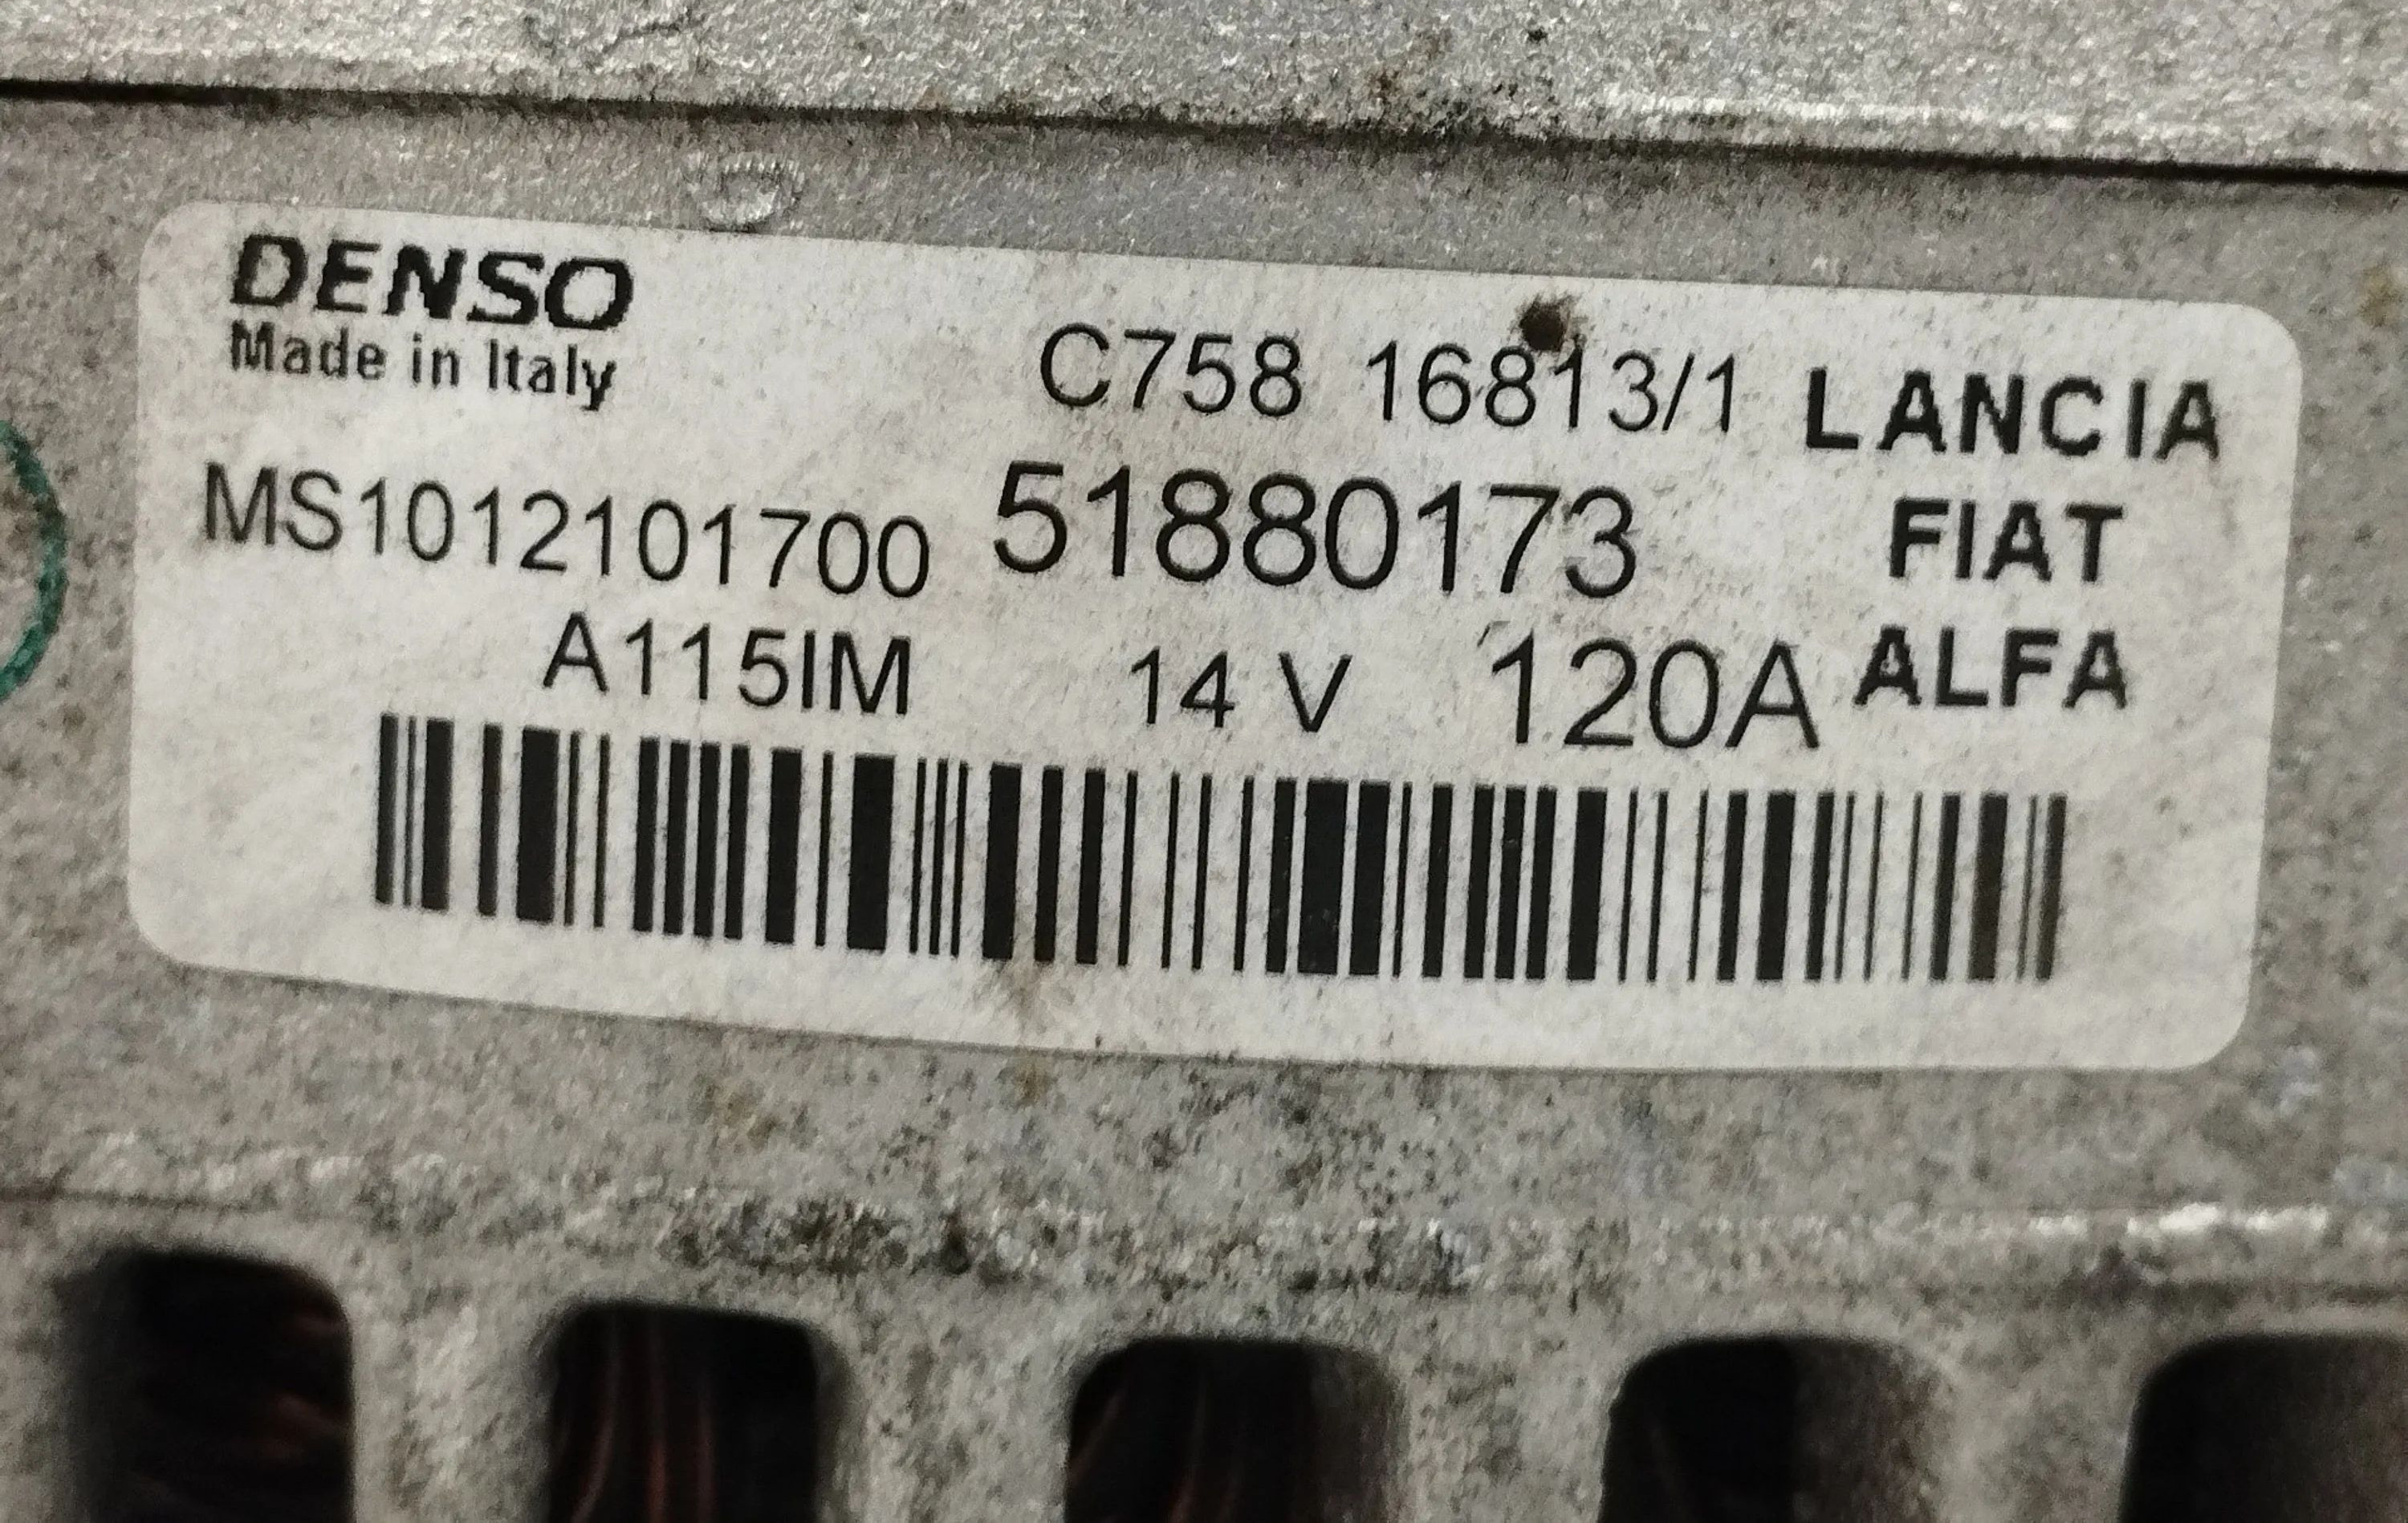 DENSO
Made in Italy
C758 16813/1 LANCIA
MS1012101700 51880173 FIAT
A115IM 14 V 120A ALFA